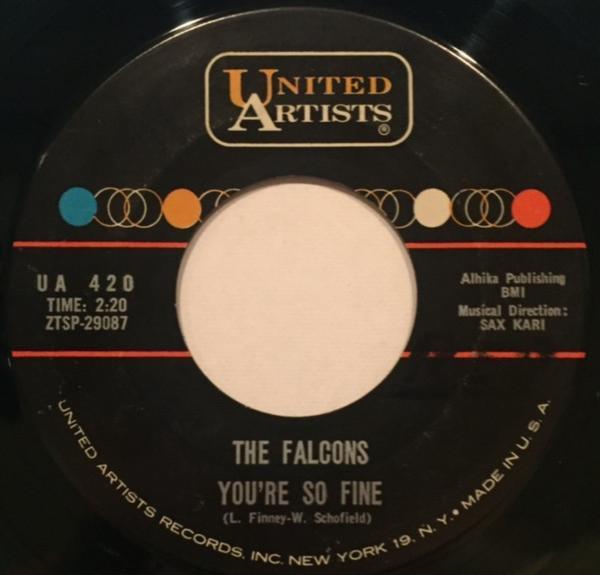 UNITED
ARTISTS®
UA 420
TIME: 2:20
ZTSP-29087
Alhika Publishing
BMI
Musical Direction:
SAX KARI
THE FALCONS
YOU'RE SO FINE
(L. Finney-W. Schofield)
UNITED ARTISTS RECORDS, INC. NEW YORK 19, N.Y. • MADE IN U.S.A.